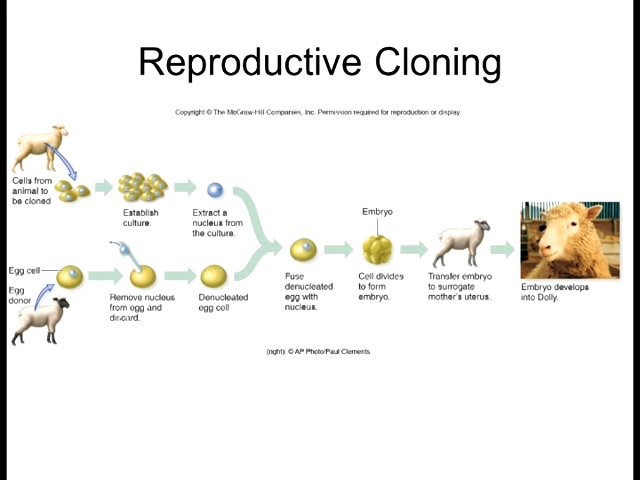 Reproductive Cloning
Copyright © The McGraw-Hill Companies, Inc. Permission required for reproduction or display.
Cells from
animal to
be cloned
Establish
culture.
Extract a
nucleus from
the culture.
Embryo
Egg cell
Egg
donor
Remove nucleus
from egg and
discard.
Denucleated
egg cell
Fuse
denucleated
egg with
nucleus.
Cell divides
to form
embryo.
Transfer embryo
to surrogate
mother's uterus.
Embryo develops
into Dolly.
(right): © AP Photo/Paul Clements